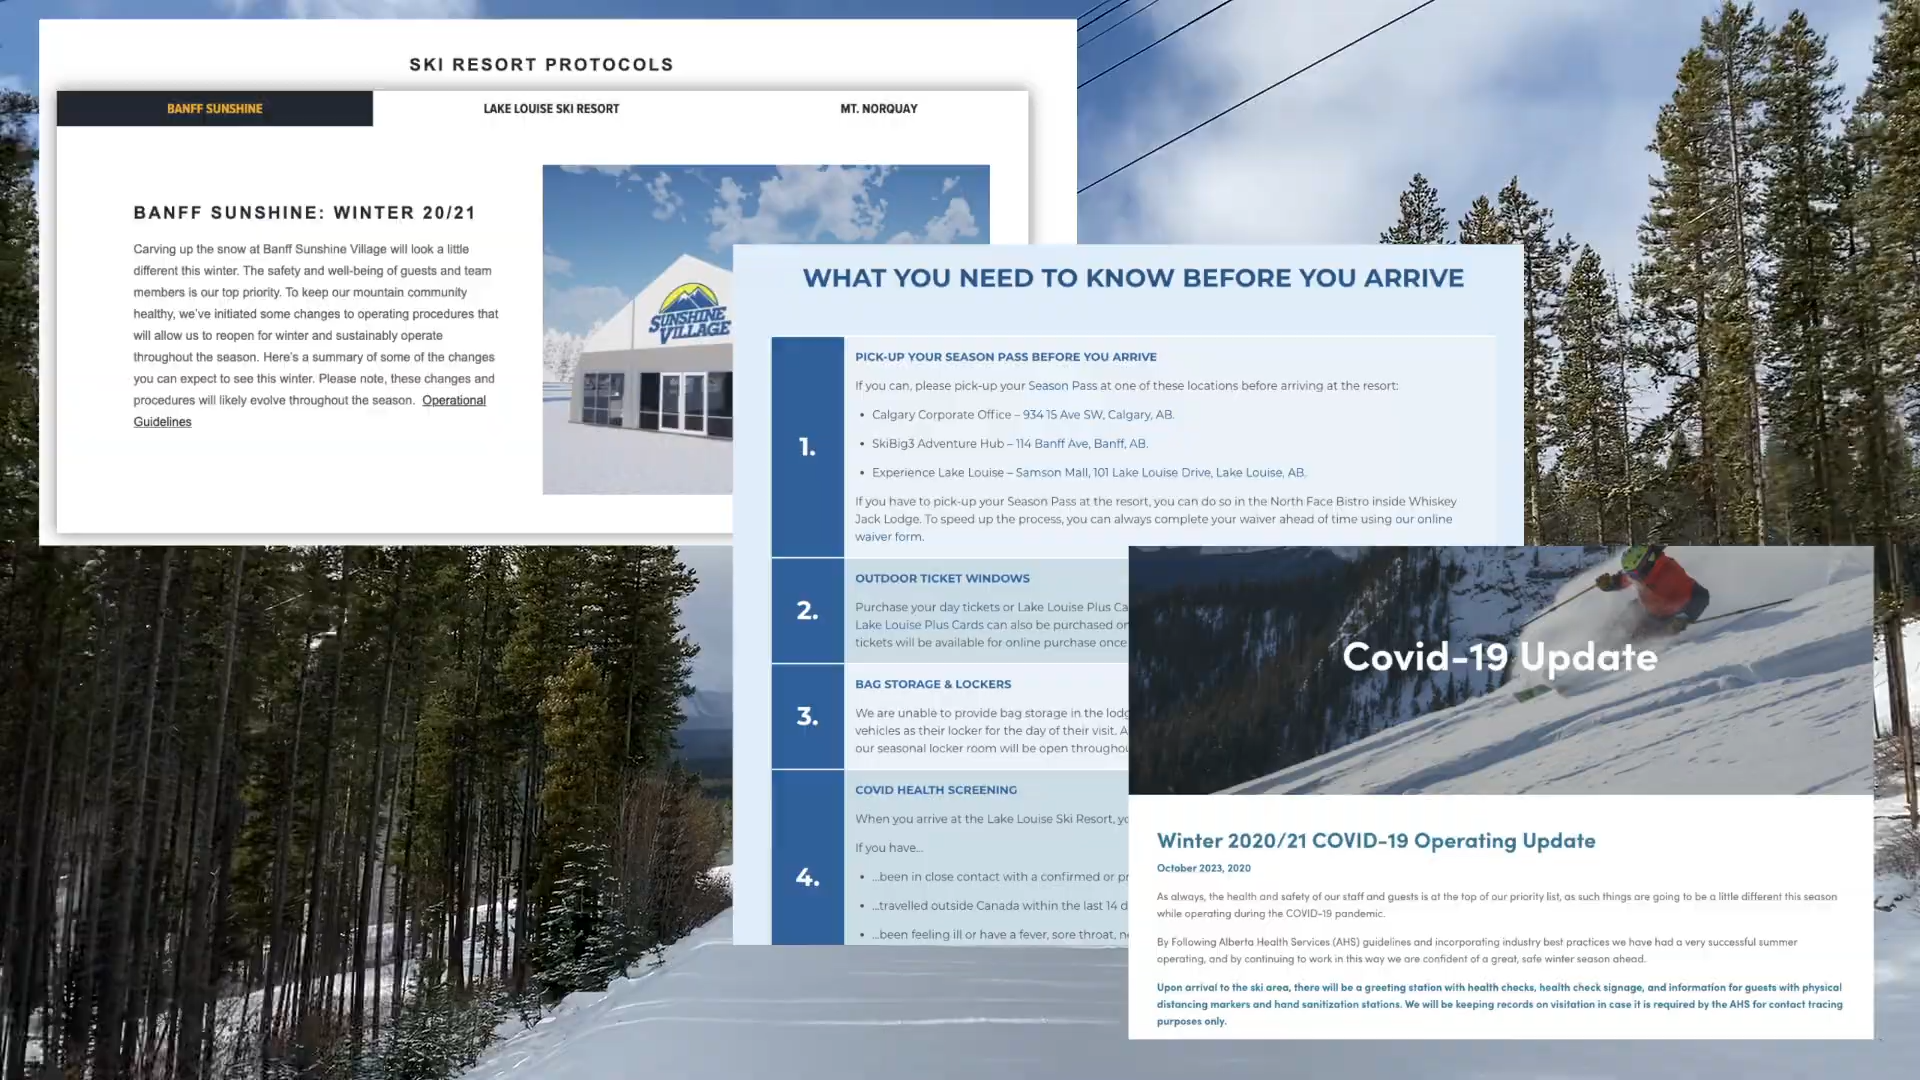 SKI RESORT PROTOCOLS
BANFF SUNSHINE
LAKE LOUISE SKI RESORT
MT. NORQUAY
BANFF SUNSHINE: WINTER 20/21
Carving up the snow at Banff Sunshine Village will look a little
different this winter. The safety and well-being of guests and team
members is our top priority. To keep our mountain community
healthy, we've initiated some changes to operating procedures that
will allow us to reopen for winter and sustainably operate
throughout the season. Here's a summary of some of the changes
you can expect to see this winter. Please note, these changes and
procedures will likely evolve throughout the season. Operational
Guidelines
SUNSHINE
VILLAGE
WHAT YOU NEED TO KNOW BEFORE YOU ARRIVE
1.
PICK-UP YOUR SEASON PASS BEFORE YOU ARRIVE
If you can, please pick-up your Season Pass at one of these locations before arriving at the resort:
• Calgary Corporate Office – 934 15 Ave SW, Calgary, AB.
• SkiBig3 Adventure Hub – 114 Banff Ave, Banff, AB.
• Experience Lake Louise – Samson Mall, 101 Lake Louise Drive, Lake Louise, AB.
If you have to pick-up your Season Pass at the resort, you can do so in the North Face Bistro inside Whiskey
Jack Lodge. To speed up the process, you can always complete your waiver ahead of time using our online
waiver form.
2.
OUTDOOR TICKET WINDOWS
Purchase your day tickets or Lake Louise Plus Ca
Lake Louise Plus Cards can also be purchased on
tickets will be available for online purchase once
3.
BAG STORAGE & LOCKERS
We are unable to provide bag storage in the lodg
vehicles as their locker for the day of their visit. A
our seasonal locker room will be open throughou
4.
COVID HEALTH SCREENING
When you arrive at the Lake Louise Ski Resort, yo
If you have...
• ...been in close contact with a confirmed or pr
• ...travelled outside Canada within the last 14 d
• ...been feeling ill or have a fever, sore throat, n
Covid-19 Update
Winter 2020/21 COVID-19 Operating Update
October 2023, 2020
As always, the health and safety of our staff and guests is at the top of our priority list, as such things are going to be a little different this season
while operating during the COVID-19 pandemic.
By Following Alberta Health Services (AHS) guidelines and incorporating industry best practices we have had a very successful summer
operating, and by continuing to work in this way we are confident of a great, safe winter season ahead.
Upon arrival to the ski area, there will be a greeting station with health checks, health check signage, and information for guests with physical
distancing markers and hand sanitization stations. We will be keeping records on visitation in case it is required by the AHS for contact tracing
purposes only.